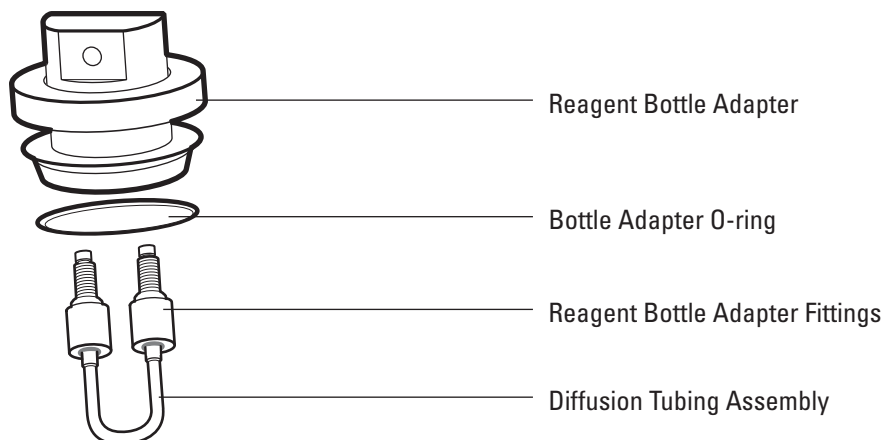 Reagent Bottle Adapter
Bottle Adapter O-ring
Reagent Bottle Adapter Fittings
Diffusion Tubing Assembly